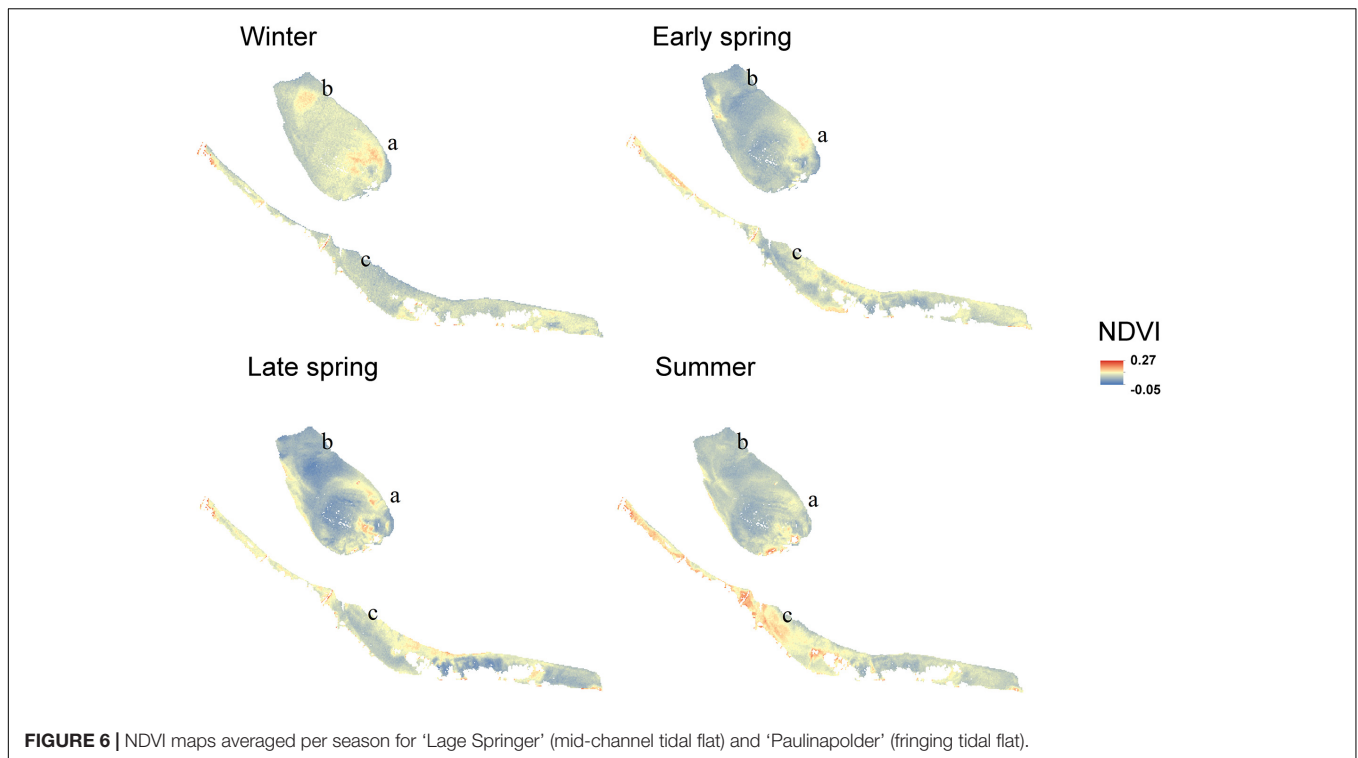 Winter
Early spring
b
b
a
a
c
c
NDVI
0.27
-0.05
Late spring
Summer
b
b
a
a
c
c
FIGURE 6 | NDVI maps averaged per season for ‘Lage Springer’ (mid-channel tidal flat) and ‘Paulinapolder’ (fringing tidal flat).